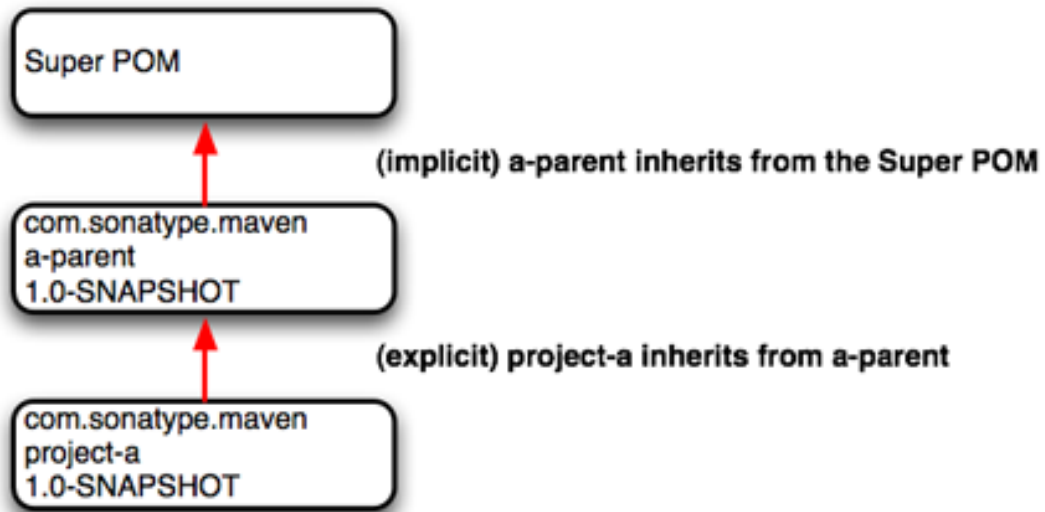 Super POM
(implicit) a-parent inherits from the Super POM
com.sonatype.maven
a-parent
1.0-SNAPSHOT
(explicit) project-a inherits from a-parent
com.sonatype.maven
project-a
1.0-SNAPSHOT